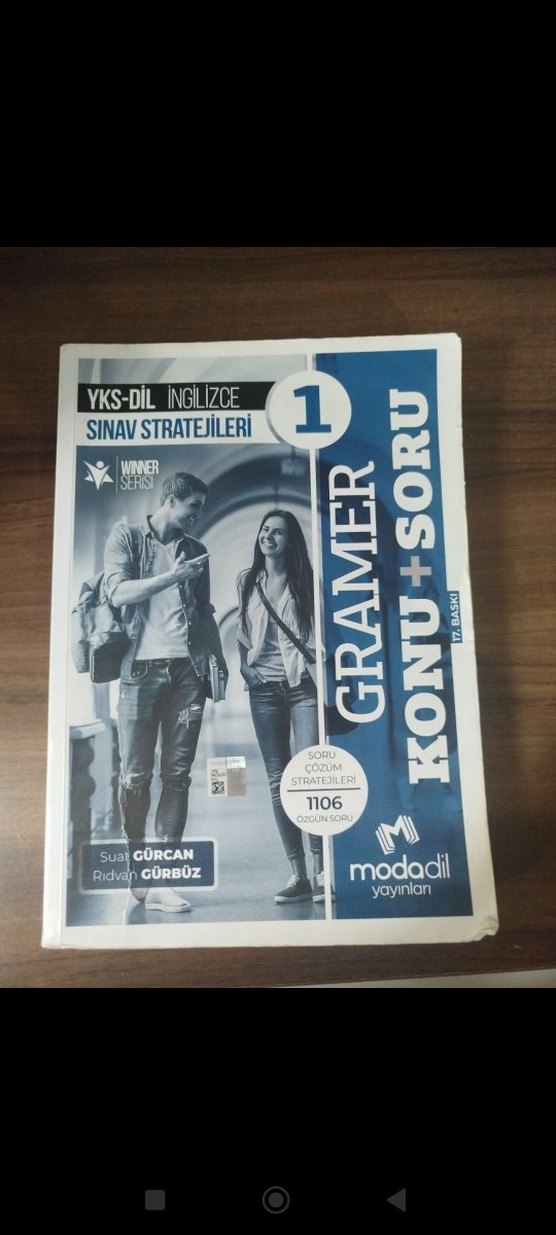 YKS-DİL İNGİLİZCE
SINAV STRATEJİLERİ
1
WINNER
SERİSİ
GRAMER
KONU+SORU
17. BASKI
SORU
ÇÖZÜM
STRATEJİLERİ
1106
ÖZGÜN SORU
Suat GÜRCAN
Rıdvan GÜRBÜZ
modadil
yayınları